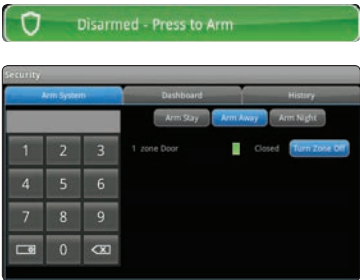 Disarmed - Press to Arm
Security
Arm System Dashboard History
Arm Stay Arm Away Arm Night
1 2 3 1 zone Door Closed Turn Zone Off
4 5 6
7 8 9
0